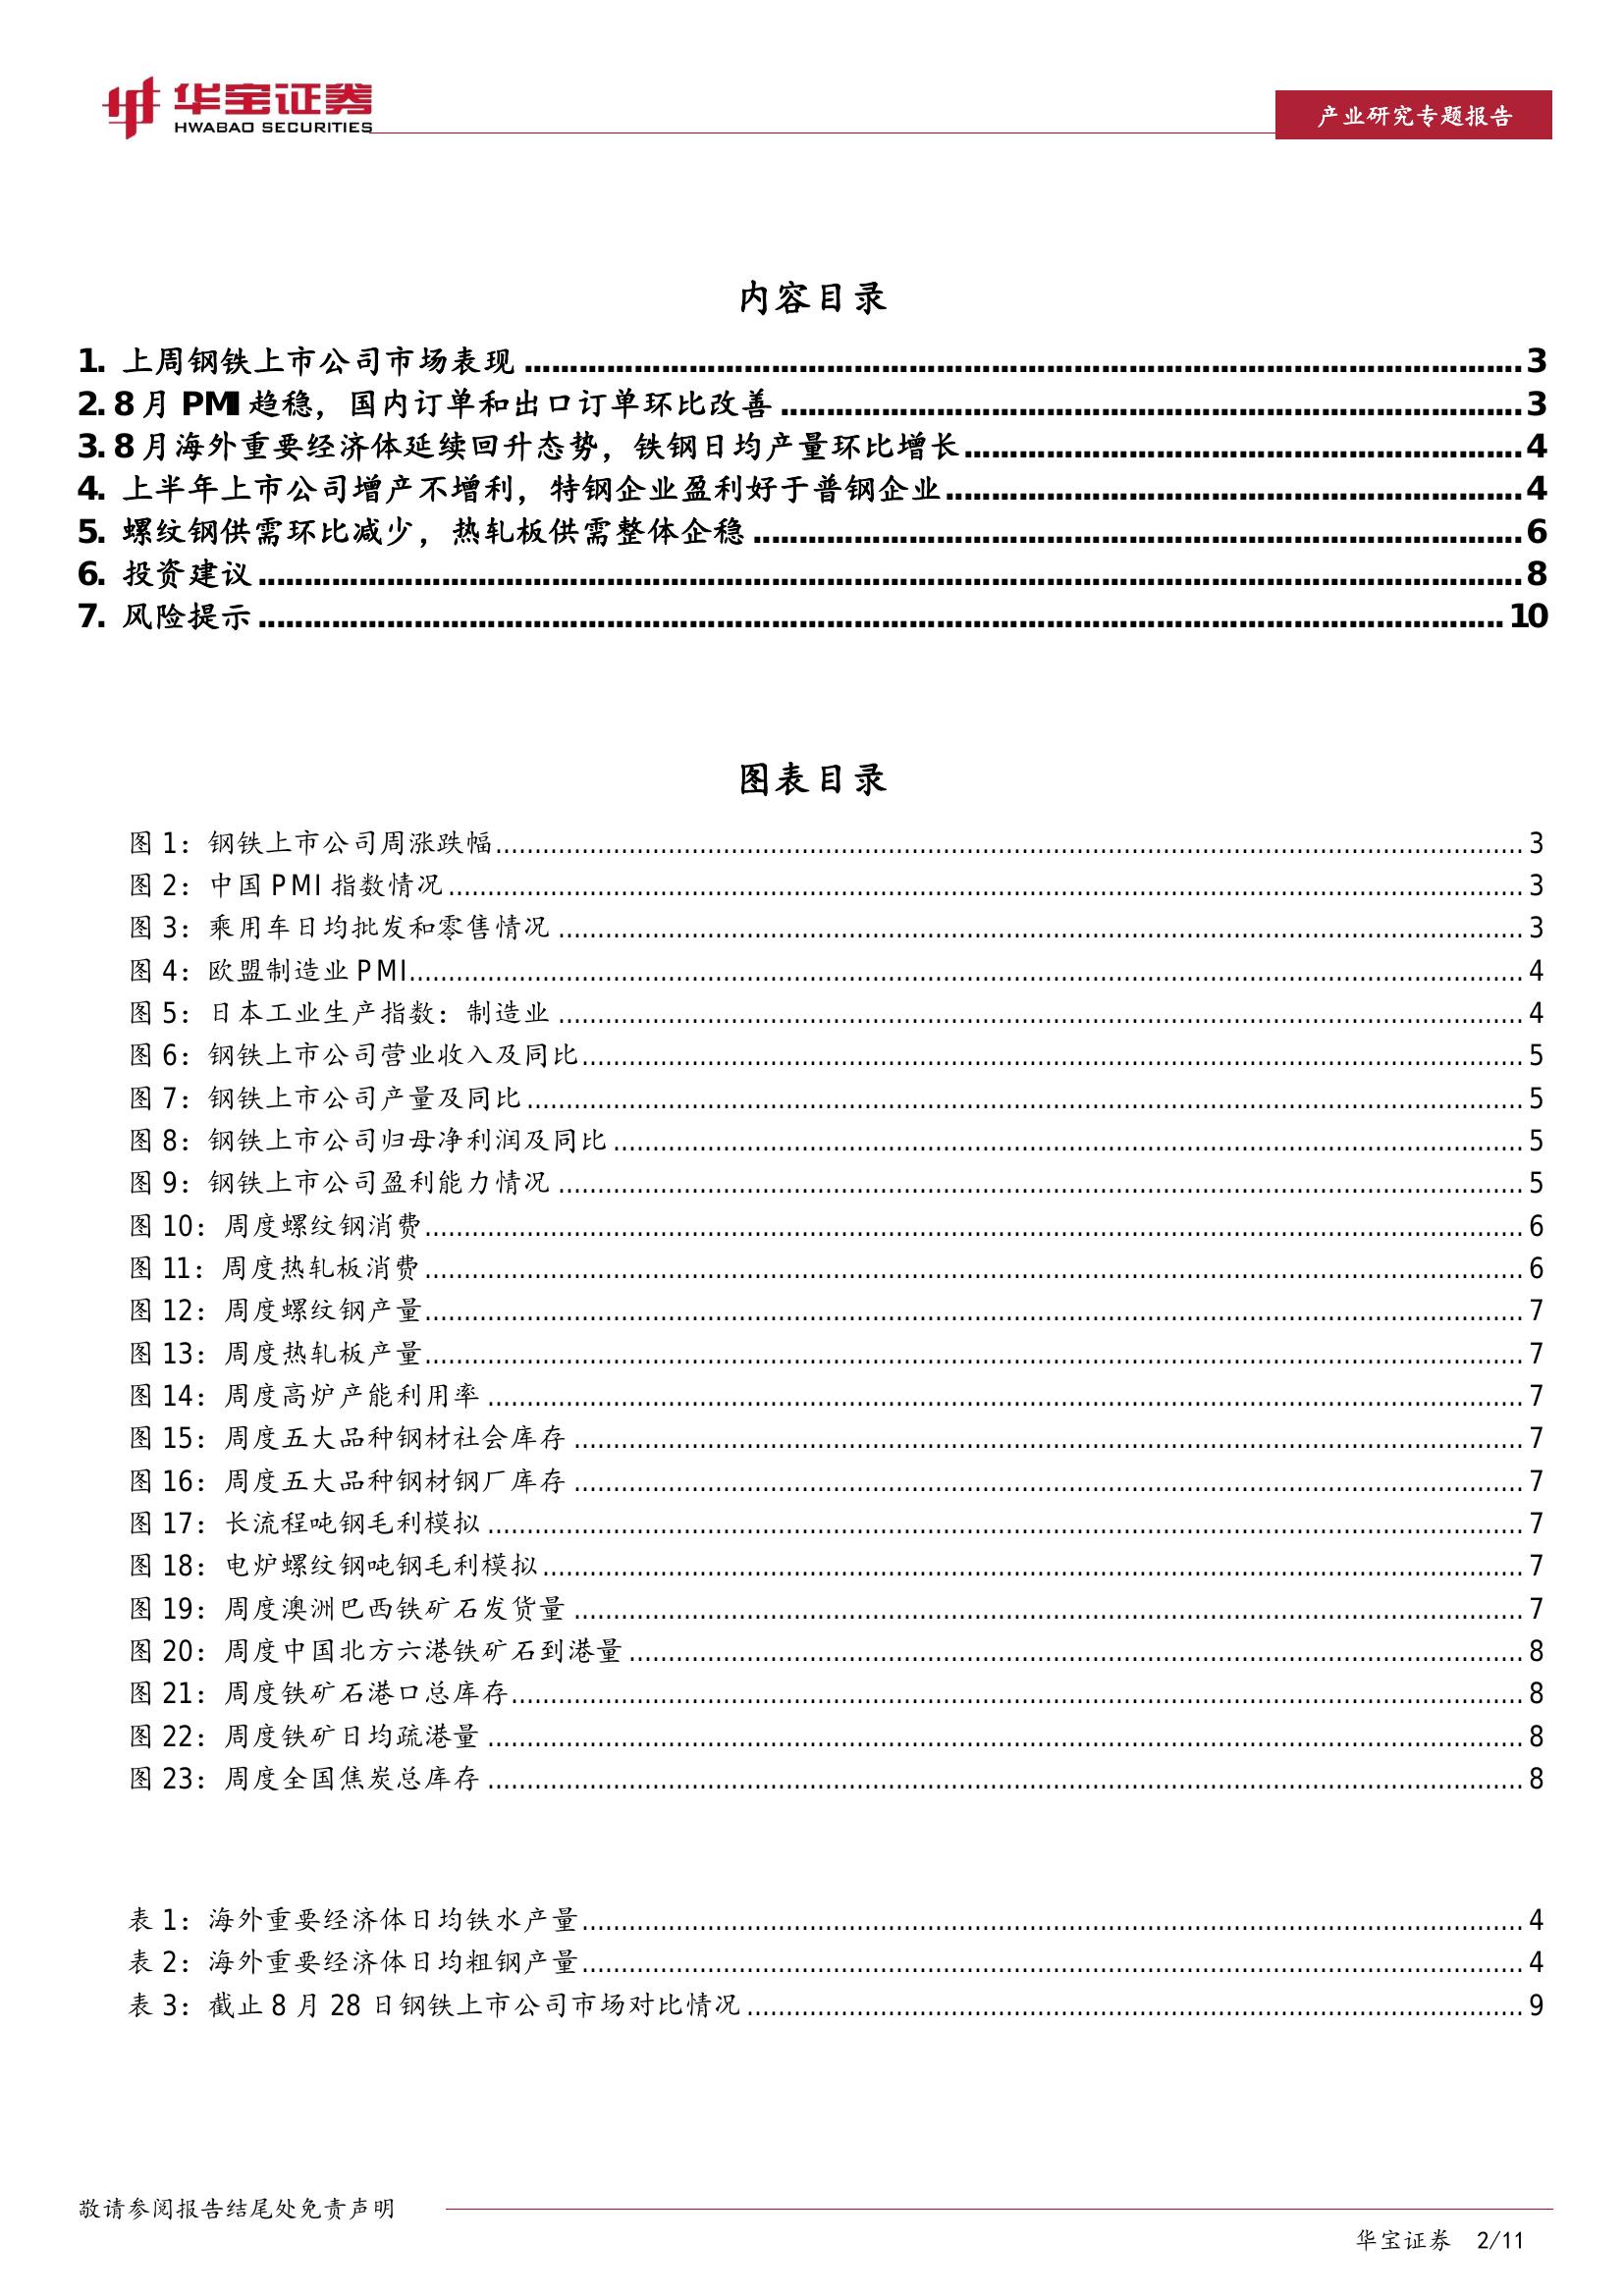 华宝证券
HWABAO SECURITIES
产业研究专题报告
内容目录
1. 上周钢铁上市公司市场表现 3
2. 8 月 PMI 趋稳，国内订单和出口订单环比改善 3
3. 8 月海外重要经济体延续回升态势，铁钢日均产量环比增长 4
4. 上半年上市公司增产不增利，特钢企业盈利好于普钢企业 4
5. 螺纹钢供需环比减少，热轧板供需整体企稳 6
6. 投资建议 8
7. 风险提示 10
图表目录
图 1：钢铁上市公司周涨跌幅 3
图 2：中国 PMI 指数情况 3
图 3：乘用车日均批发和零售情况 3
图 4：欧盟制造业 PMI 4
图 5：日本工业生产指数：制造业 4
图 6：钢铁上市公司营业收入及同比 5
图 7：钢铁上市公司产量及同比 5
图 8：钢铁上市公司归母净利润及同比 5
图 9：钢铁上市公司盈利能力情况 5
图 10：周度螺纹钢消费 6
图 11：周度热轧板消费 6
图 12：周度螺纹钢产量 7
图 13：周度热轧板产量 7
图 14：周度高炉产能利用率 7
图 15：周度五大品种钢材社会库存 7
图 16：周度五大品种钢材钢厂库存 7
图 17：长流程吨钢毛利模拟 7
图 18：电炉螺纹钢吨钢毛利模拟 7
图 19：周度澳洲巴西铁矿石发货量 7
图 20：周度中国北方六港铁矿石到港量 8
图 21：周度铁矿石港口总库存 8
图 22：周度铁矿日均疏港量 8
图 23：周度全国焦炭总库存 8
表 1：海外重要经济体日均铁水产量 4
表 2：海外重要经济体日均粗钢产量 4
表 3：截止 8 月 28 日钢铁上市公司市场对比情况 9
敬请参阅报告结尾处免责声明
华宝证券 2/11